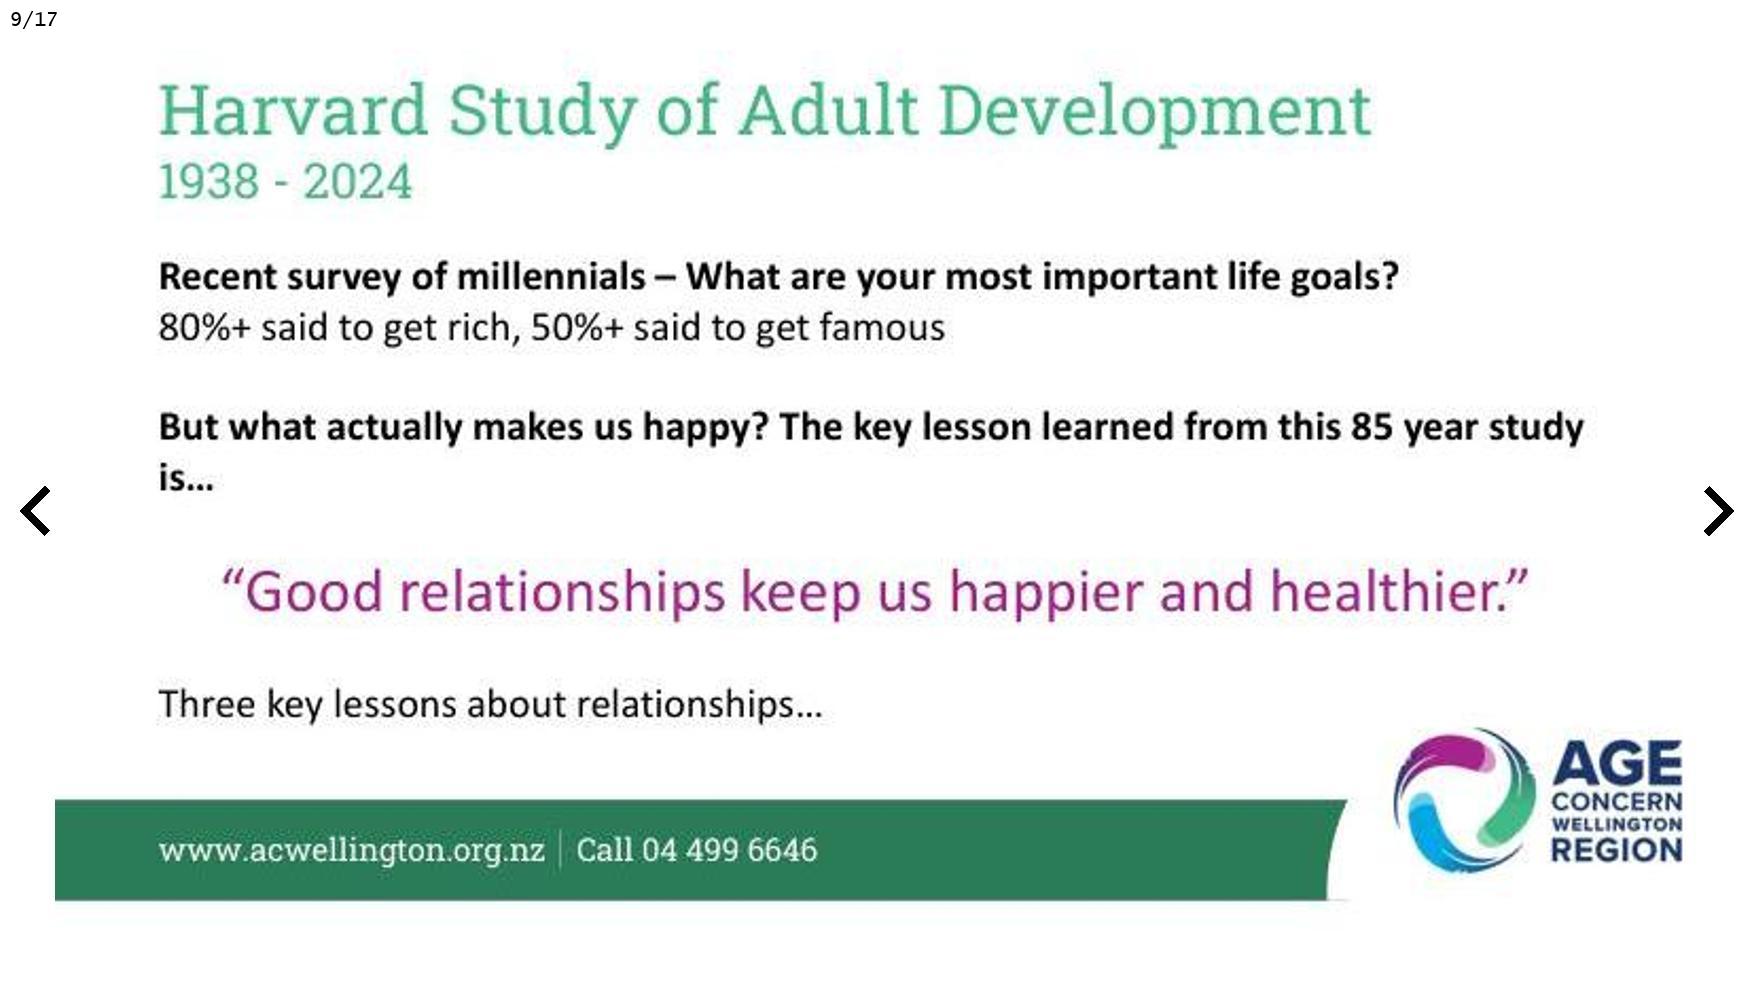 9/17
Harvard Study of Adult Development
1938 - 2024
Recent survey of millennials – What are your most important life goals?
80%+ said to get rich, 50%+ said to get famous
But what actually makes us happy? The key lesson learned from this 85 year study
is...
“Good relationships keep us happier and healthier.”
Three key lessons about relationships...
www.acwellington.org.nz | Call 04 499 6646
AGE
CONCERN
WELLINGTON
REGION